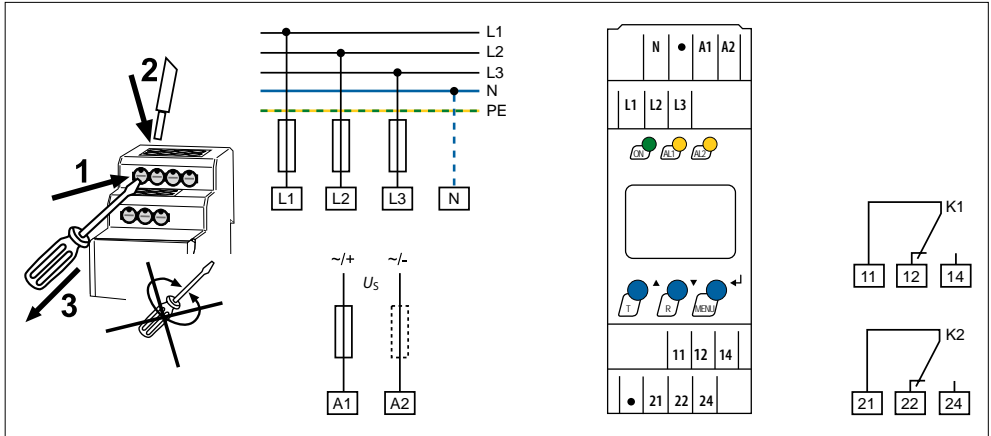 2
1
3
L1
L2
L3
N
PE
L1 L2 L3 N
~/+ ~/-
US
A1 A2
N • A1 A2
L1 L2 L3
ON AL1 AL2
T ▲ R ▼ MENU ↵
11 12 14
• 21 22 24
K1
11 12 14
K2
21 22 24